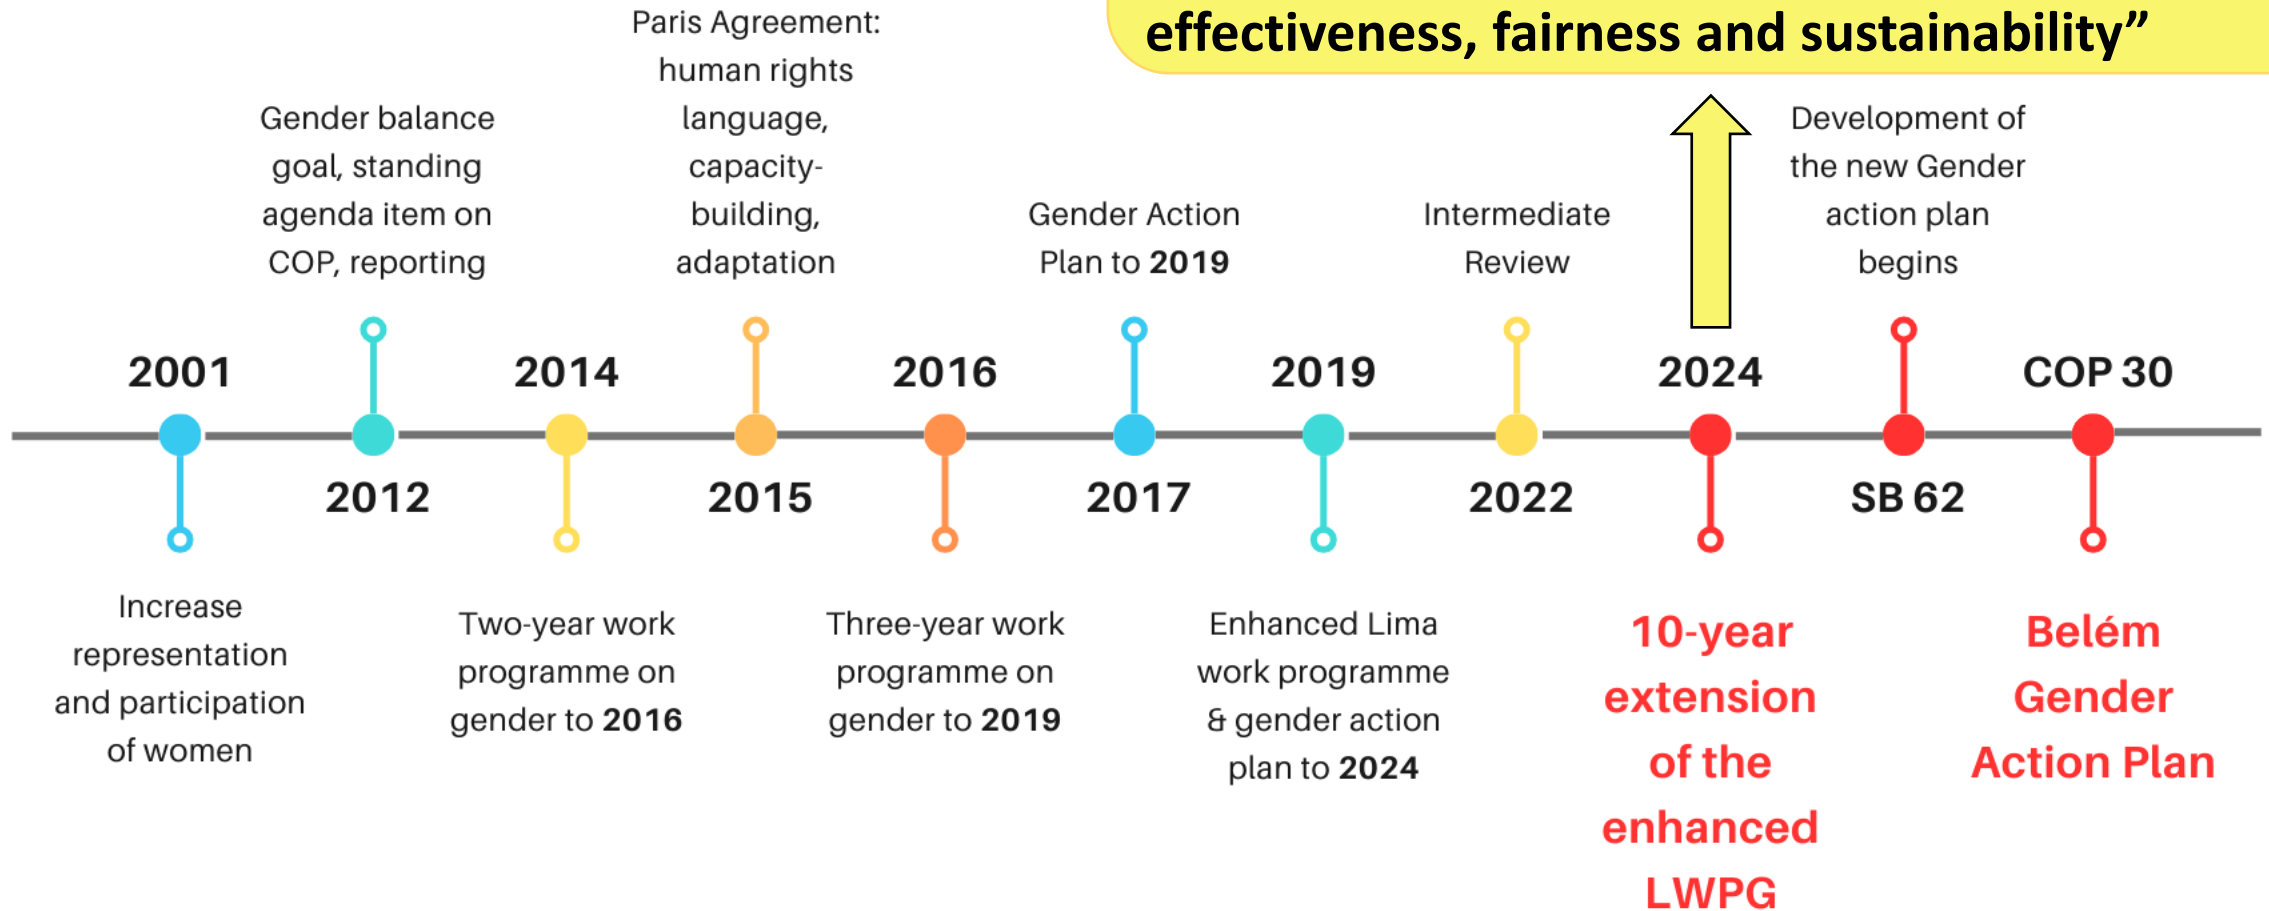 effectiveness, fairness and sustainability”
Paris Agreement:
human rights
language,
capacity-
building,
adaptation
Gender balance
goal, standing
agenda item on
COP, reporting
Gender Action
Plan to 2019
Intermediate
Review
Development of
the new Gender
action plan
begins
2001
2012
2014
2015
2016
2017
2019
2022
2024
SB 62
COP 30
Increase
representation
and participation
of women
Two-year work
programme on
gender to 2016
Three-year work
programme on
gender to 2019
Enhanced Lima
work programme
& gender action
plan to 2024
10-year
extension
of the
enhanced
LWPG
Belém
Gender
Action Plan